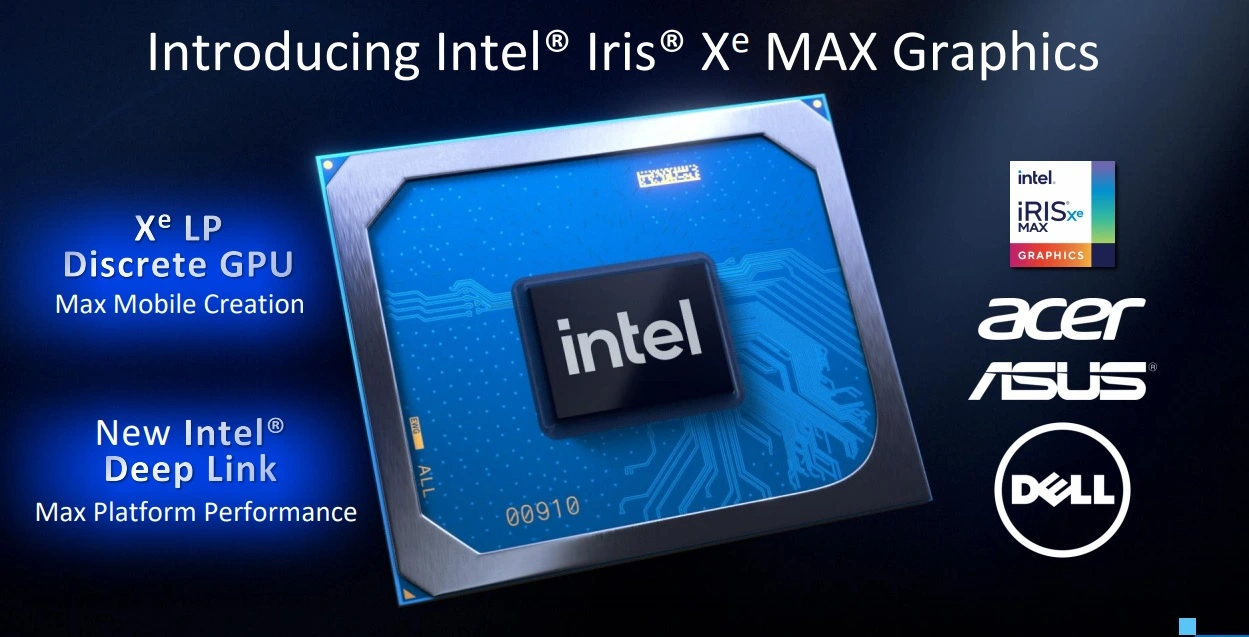 Introducing Intel® Iris® Xᵉ MAX Graphics
Xᵉ LP
Discrete GPU
Max Mobile Creation
New Intel®
Deep Link
Max Platform Performance
intel
EWG
ALL
00910
intel.
iRIS® Xe
MAX
GRAPHICS
acer
ASUS®
DELL